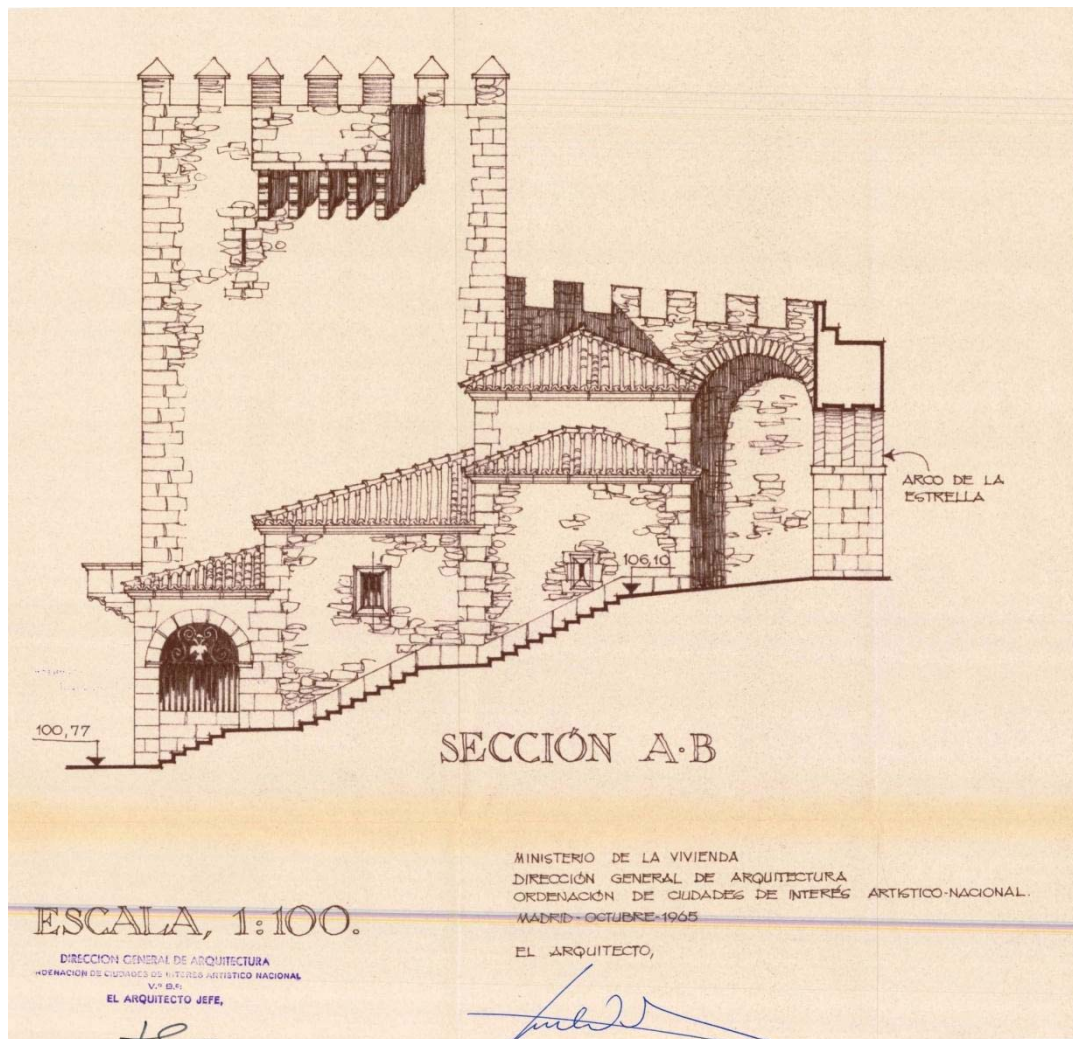 106,10
ARCO DE LA
ESTRELLA
100,77
SECCIÓN A·B
MINISTERIO DE LA VIVIENDA
DIRECCIÓN GENERAL DE ARQUITECTURA
ORDENACIÓN DE CIUDADES DE INTERÉS ARTISTICO-NACIONAL.
MADRID-OCTUBRE-1965
EL ARQUITECTO,
ESCALA, 1:100.
DIRECCION GENERAL DE ARQUITECTURA
RDENACION DE CIUDADES DE INTERES ARTISTICO NACIONAL
V.º B.º
EL ARQUITECTO JEFE,